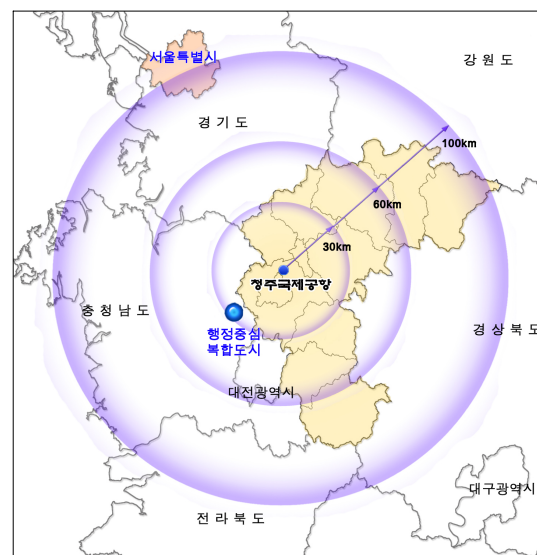 서울특별시
강 원 도
경 기 도
100km
60km
30km
청주국제공항
충 청 남 도
행정중심
복합도시
경 상 북 도
대전광역시
대구광역시
전 라 북 도